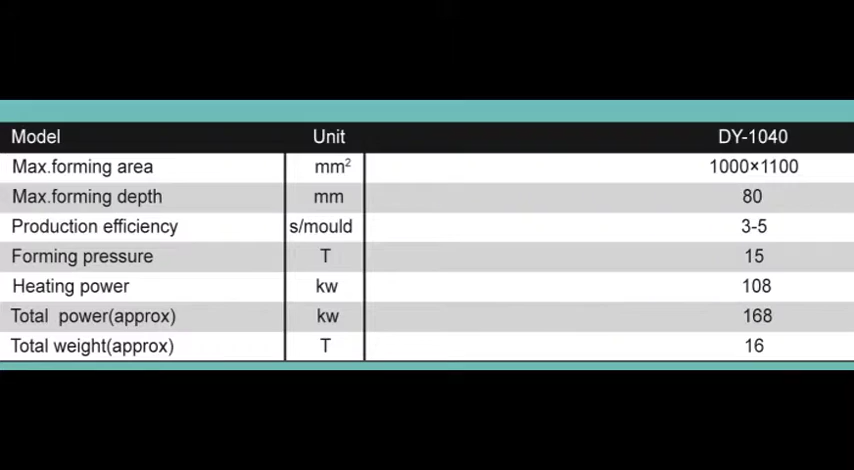 Model Unit DY-1040
Max.forming area mm² 1000×1100
Max.forming depth mm 80
Production efficiency s/mould 3-5
Forming pressure T 15
Heating power kw 108
Total power(approx) kw 168
Total weight(approx) T 16